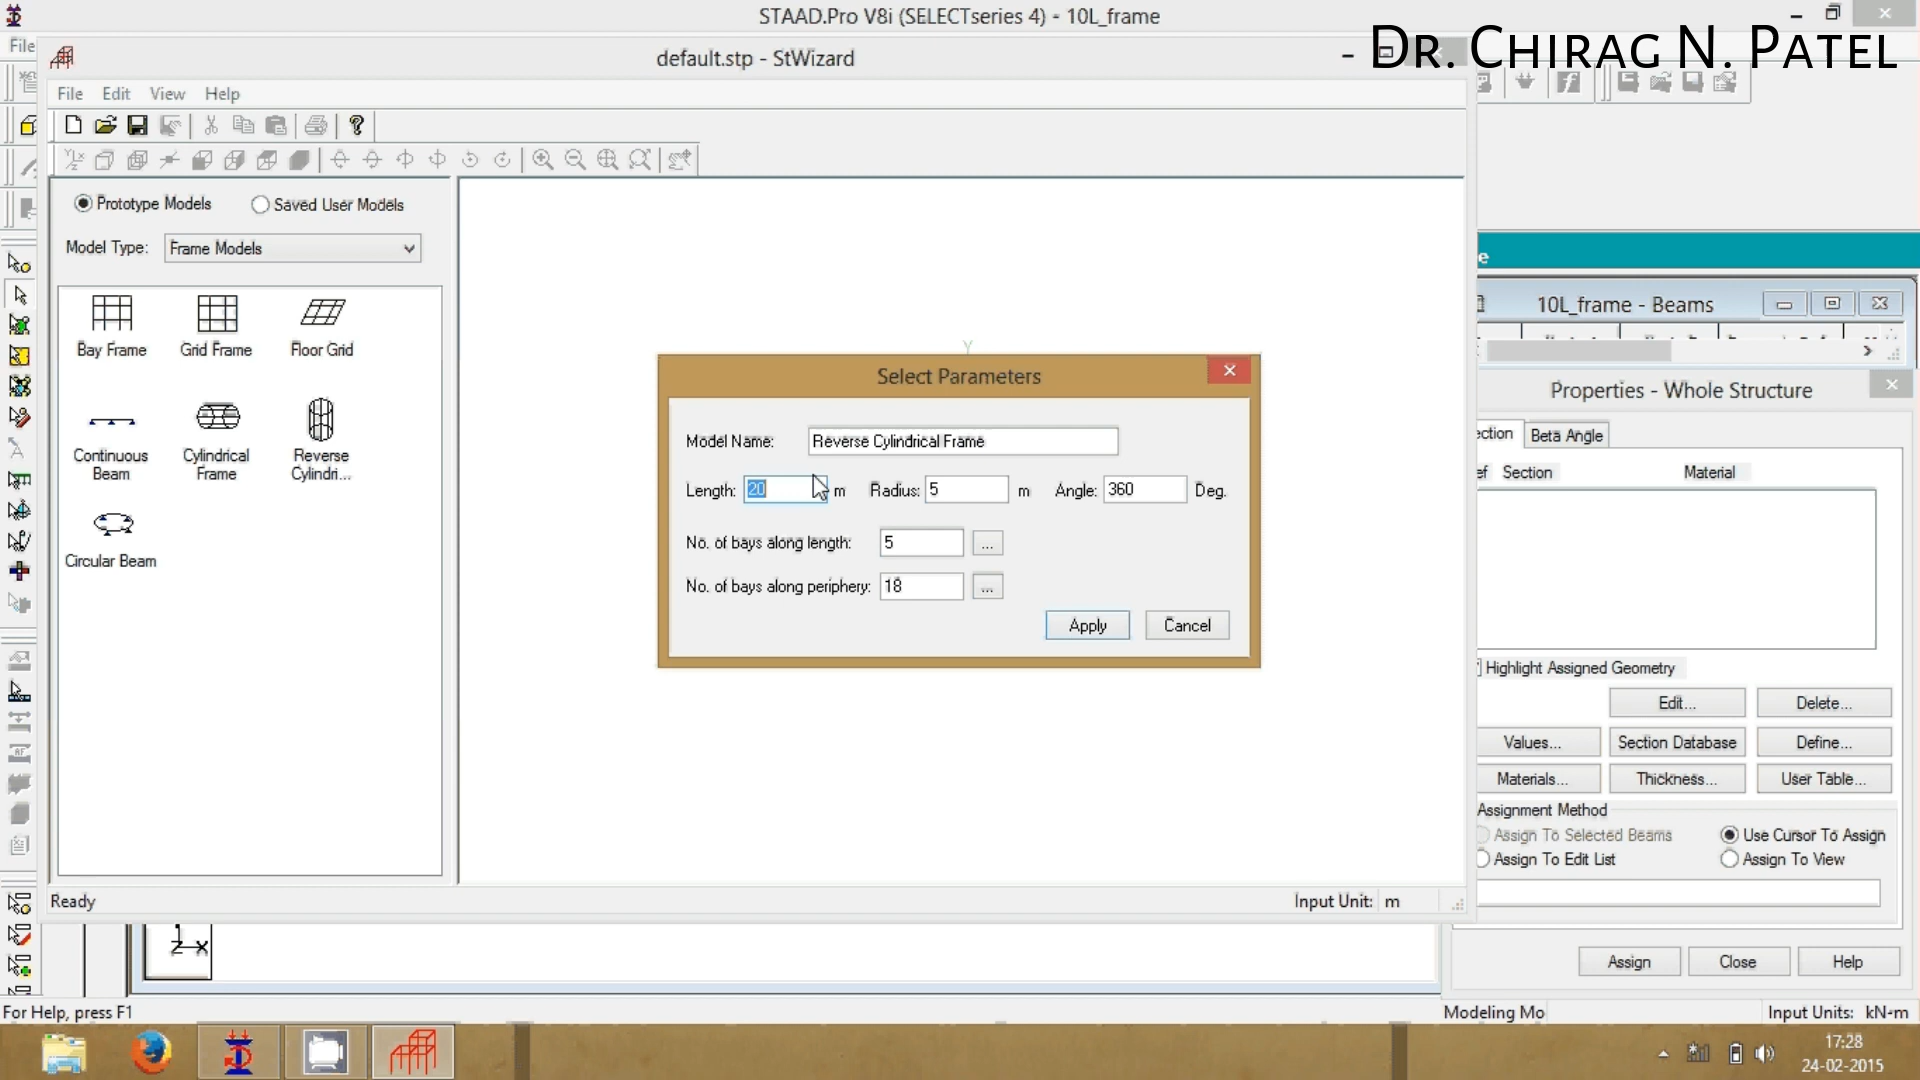 STAAD.Pro V8i (SELECTseries 4) - 10L_frame
DR. CHIRAG N. PATEL
File
default.stp - StWizard
File Edit View Help
Prototype Models Saved User Models
Model Type: Frame Models
Bay Frame Grid Frame Floor Grid
Continuous Beam Cylindrical Frame Reverse Cylindri...
Circular Beam
Y
Select Parameters
Model Name: Reverse Cylindrical Frame
Length: 20 m Radius: 5 m Angle: 360 Deg.
No. of bays along length: 5 ...
No. of bays along periphery: 18 ...
Apply Cancel
Ready
Input Unit: m
e
10L_frame - Beams
Properties - Whole Structure
ection Beta Angle
ef Section Material
Highlight Assigned Geometry
Edit... Delete...
Values... Section Database Define...
Materials... Thickness... User Table...
Assignment Method
Assign To Selected Beams Use Cursor To Assign
Assign To Edit List Assign To View
Assign Close Help
Z X
For Help, press F1
Modeling Mo
Input Units: kN-m
17:28
24-02-2015